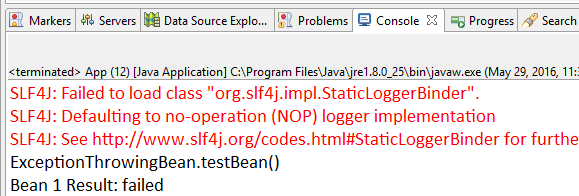 Markers Servers Data Source Explo... Problems Console Progress Search
<terminated> App (12) [Java Application] C:\Program Files\Java\jre1.8.0_25\bin\javaw.exe (May 29, 2016, 11:3
SLF4J: Failed to load class "org.slf4j.impl.StaticLoggerBinder".
SLF4J: Defaulting to no-operation (NOP) logger implementation
SLF4J: See http://www.slf4j.org/codes.html#StaticLoggerBinder for furthe
ExceptionThrowingBean.testBean()
Bean 1 Result: failed